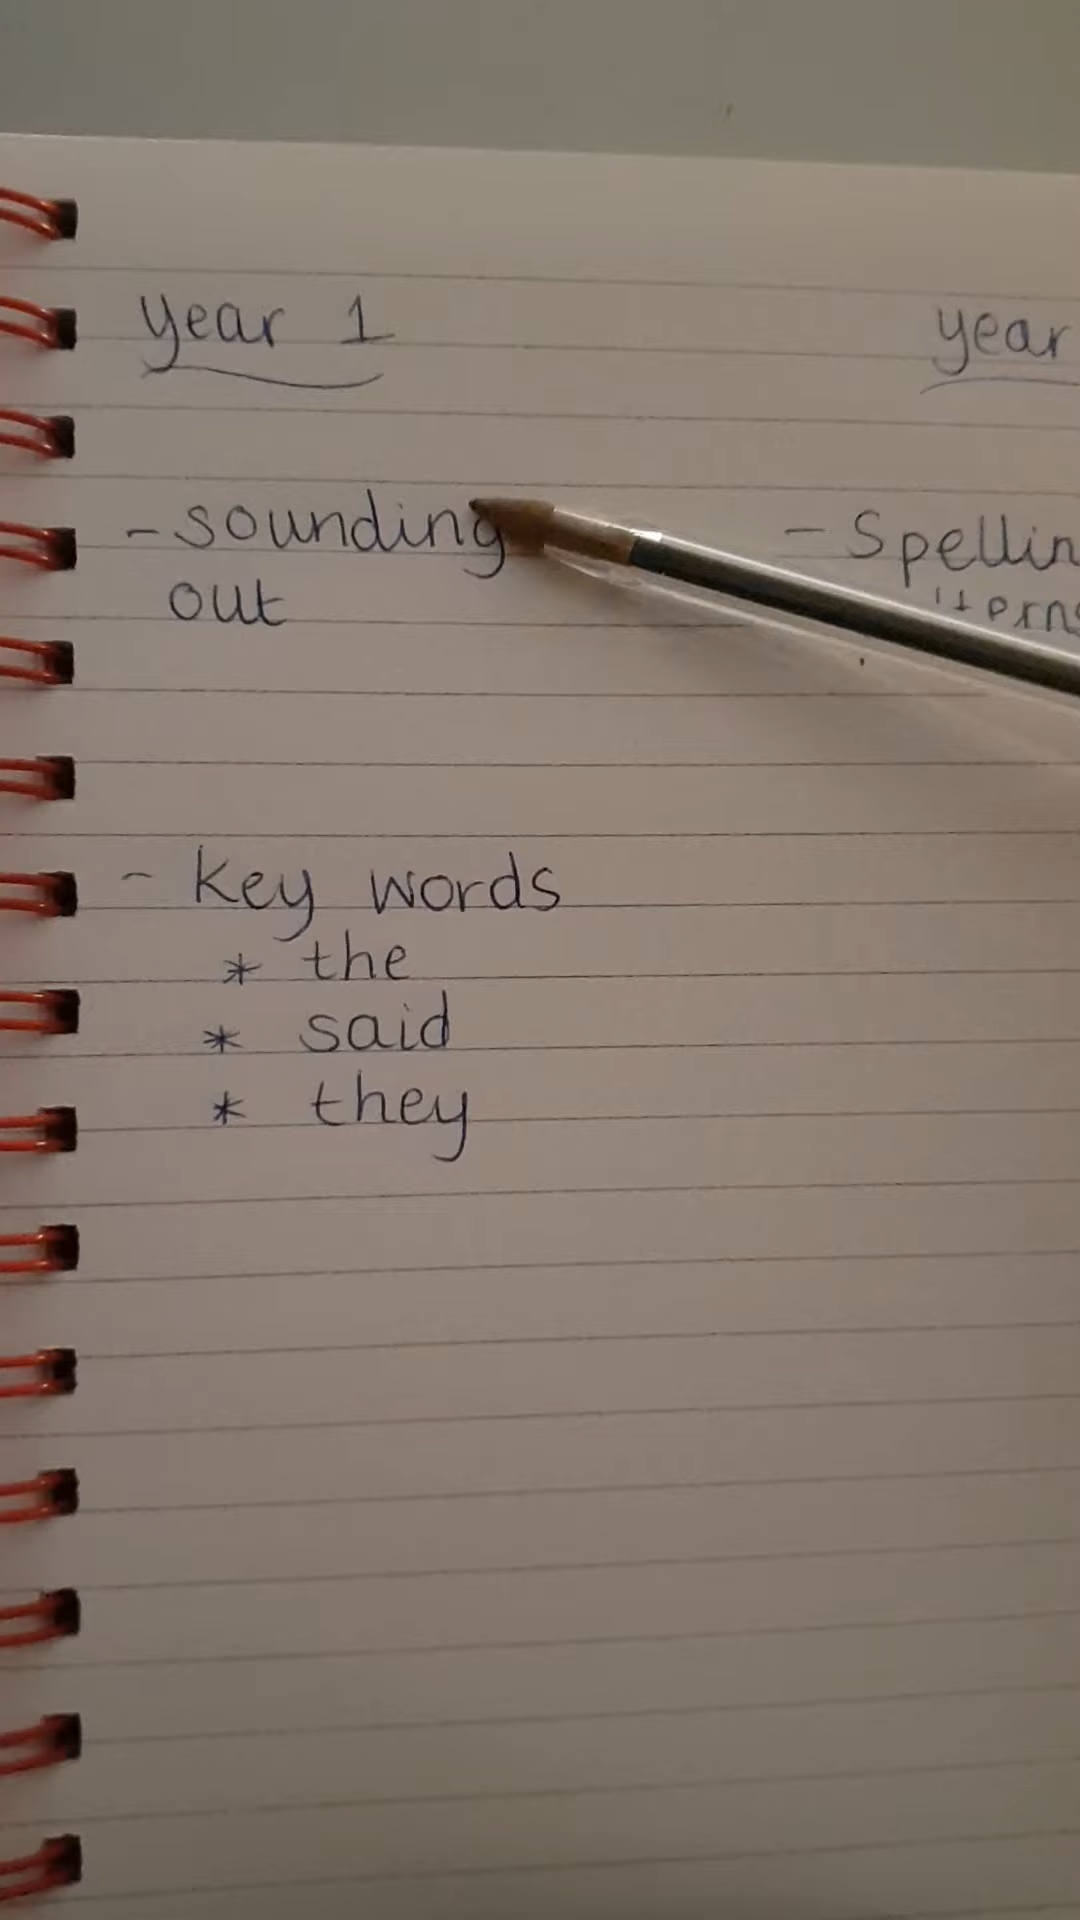 year 1
- sounding
out
- key words
* the
* said
* they
year
- Spellin